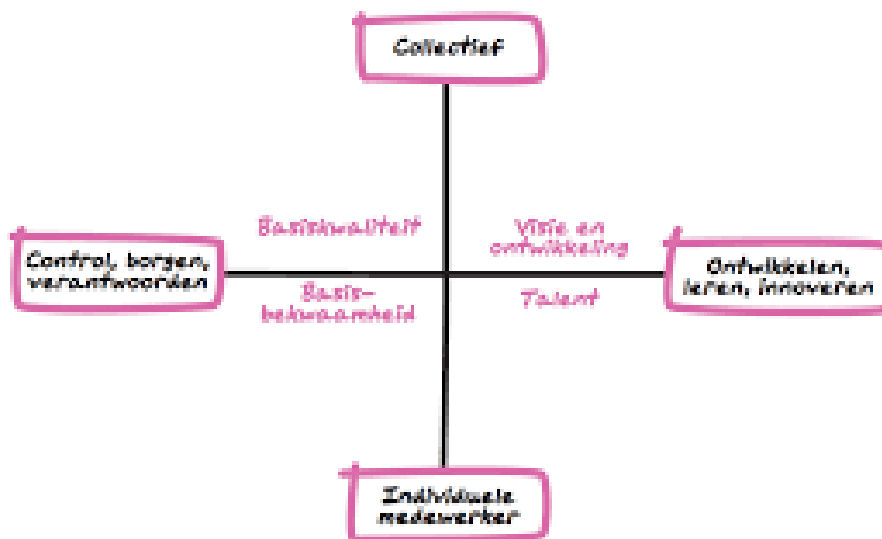 Collectief
Basiskwaliteit
Visie en
ontwikkeling
Control, borgen,
verantwoorden
Ontwikkelen,
leren, innoveren
Basis-
bekwaamheid
Talent
Individuele
medewerker